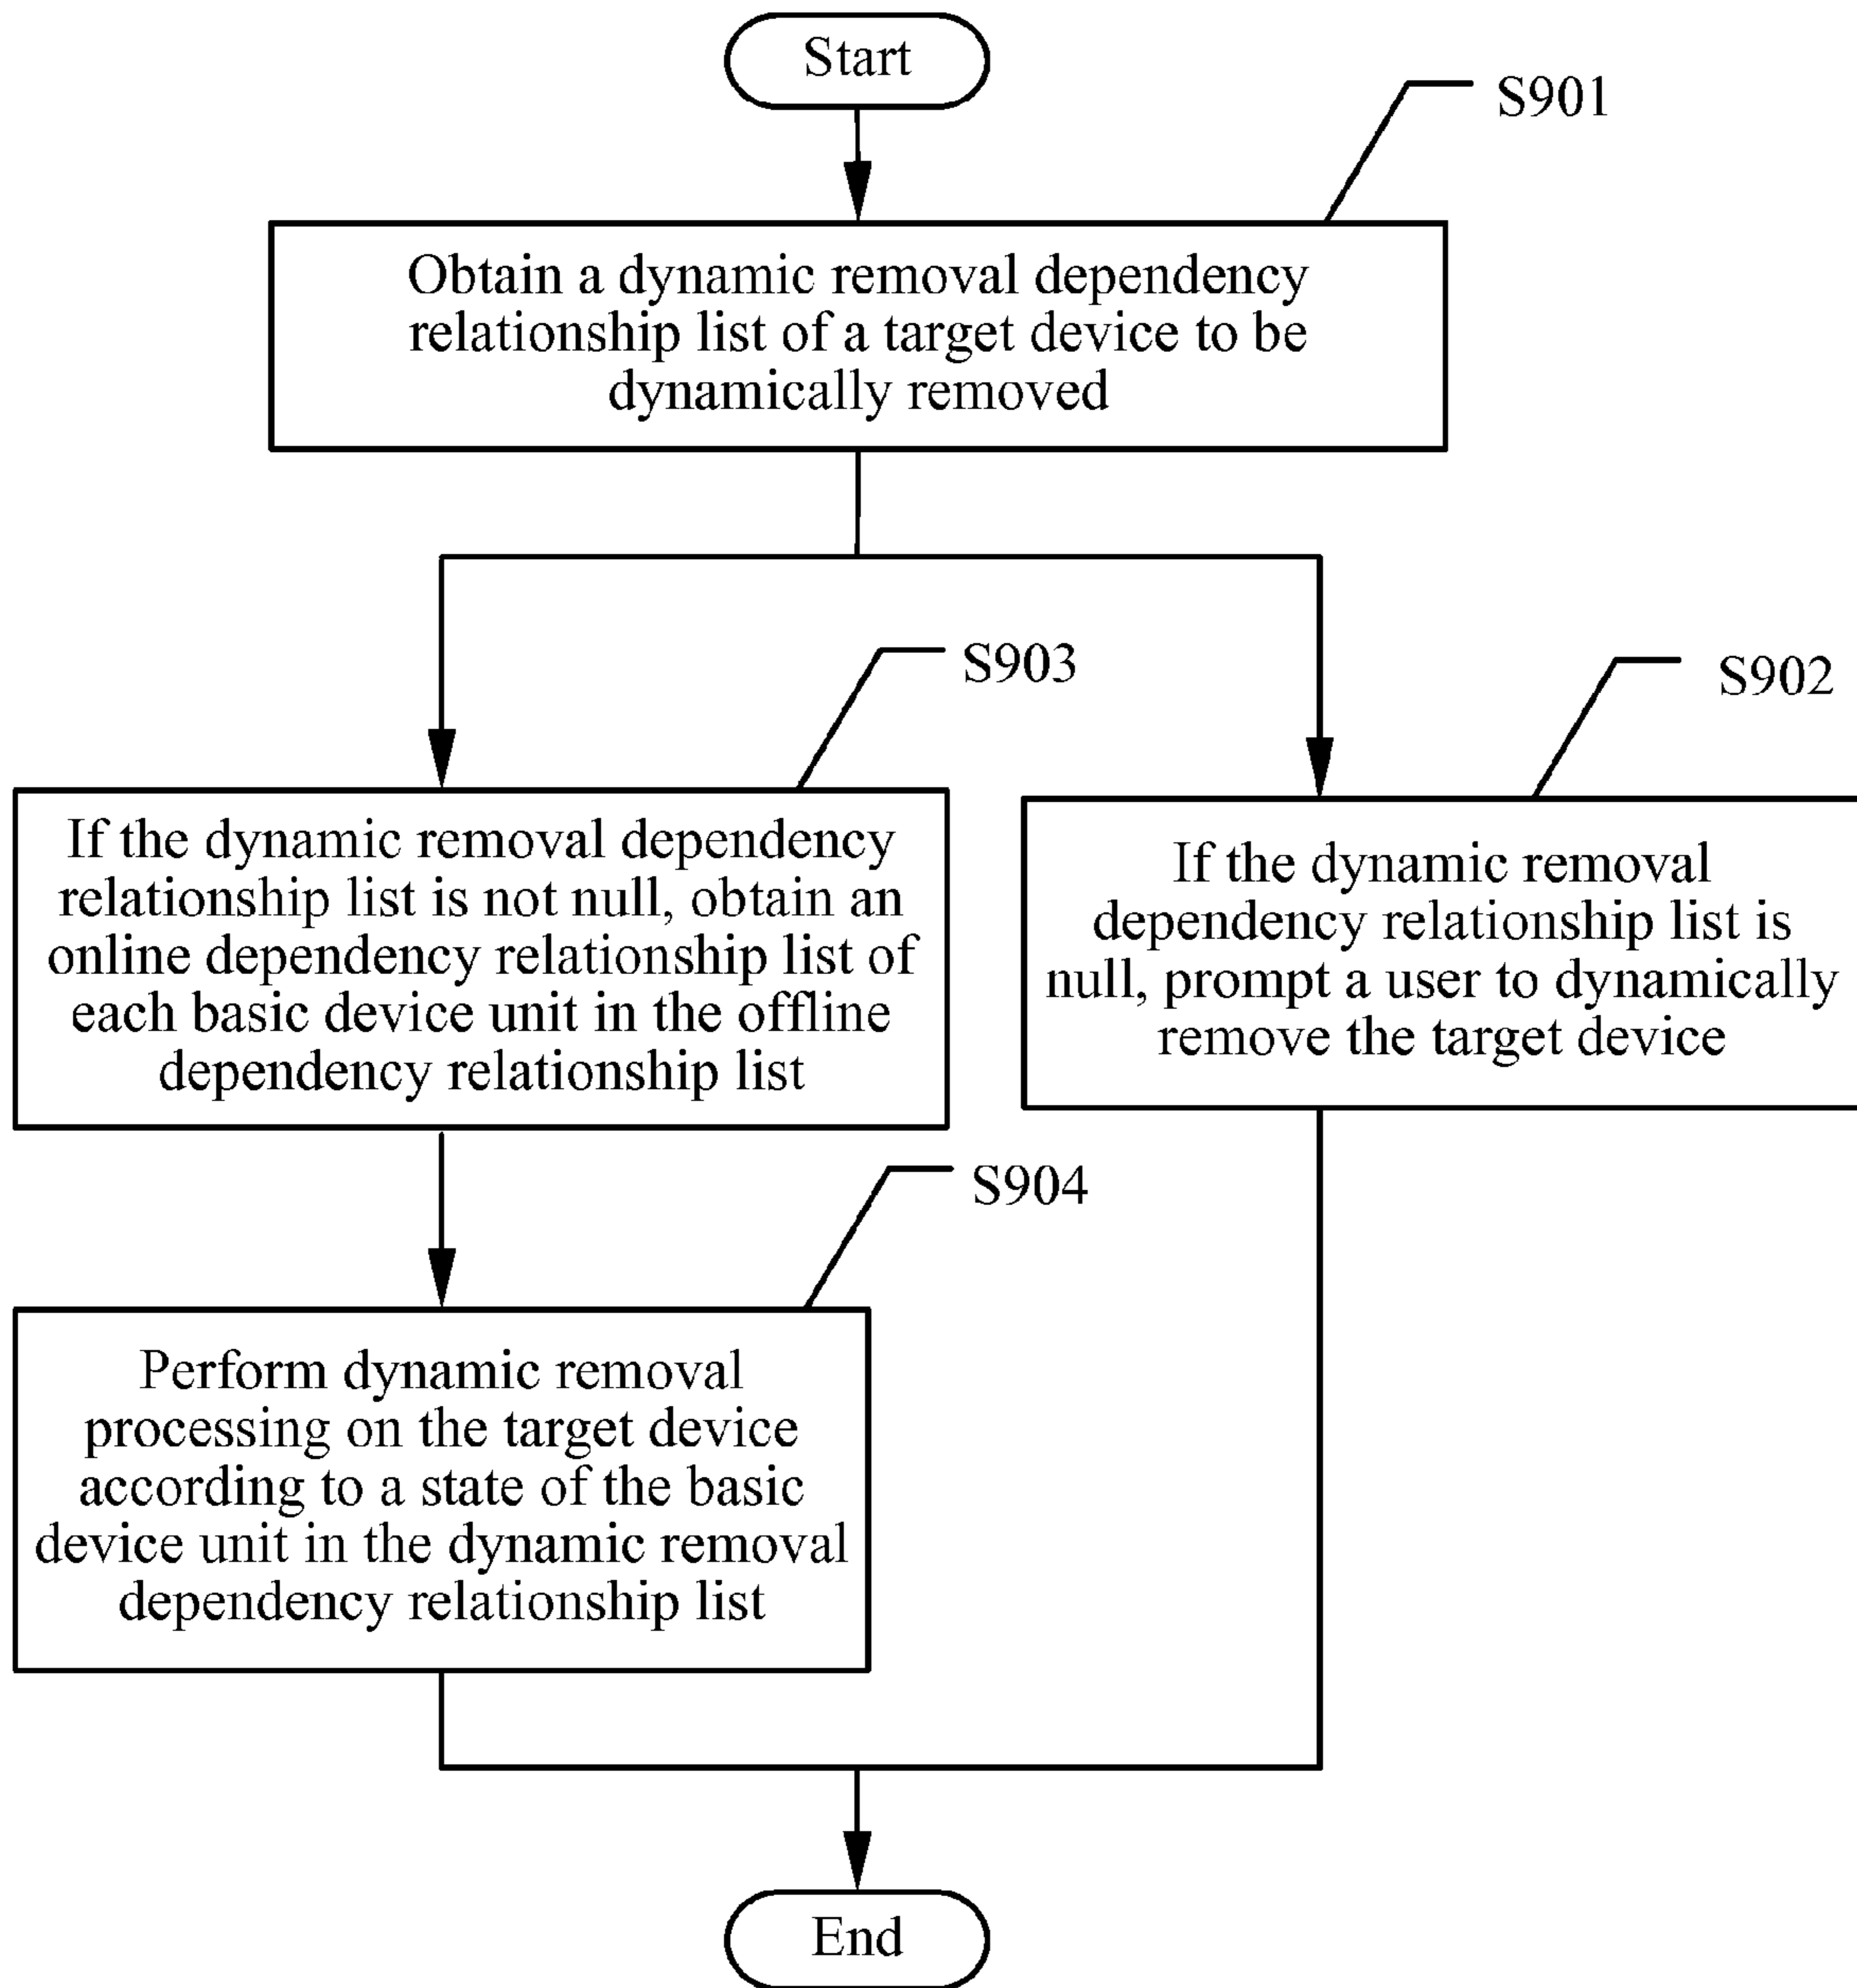 Start
S901
Obtain a dynamic removal dependency
relationship list of a target device to be
dynamically removed
S903
S902
If the dynamic removal dependency
relationship list is not null, obtain an
online dependency relationship list of
each basic device unit in the offline
dependency relationship list
If the dynamic removal
dependency relationship list is
null, prompt a user to dynamically
remove the target device
S904
Perform dynamic removal
processing on the target device
according to a state of the basic
device unit in the dynamic removal
dependency relationship list
End